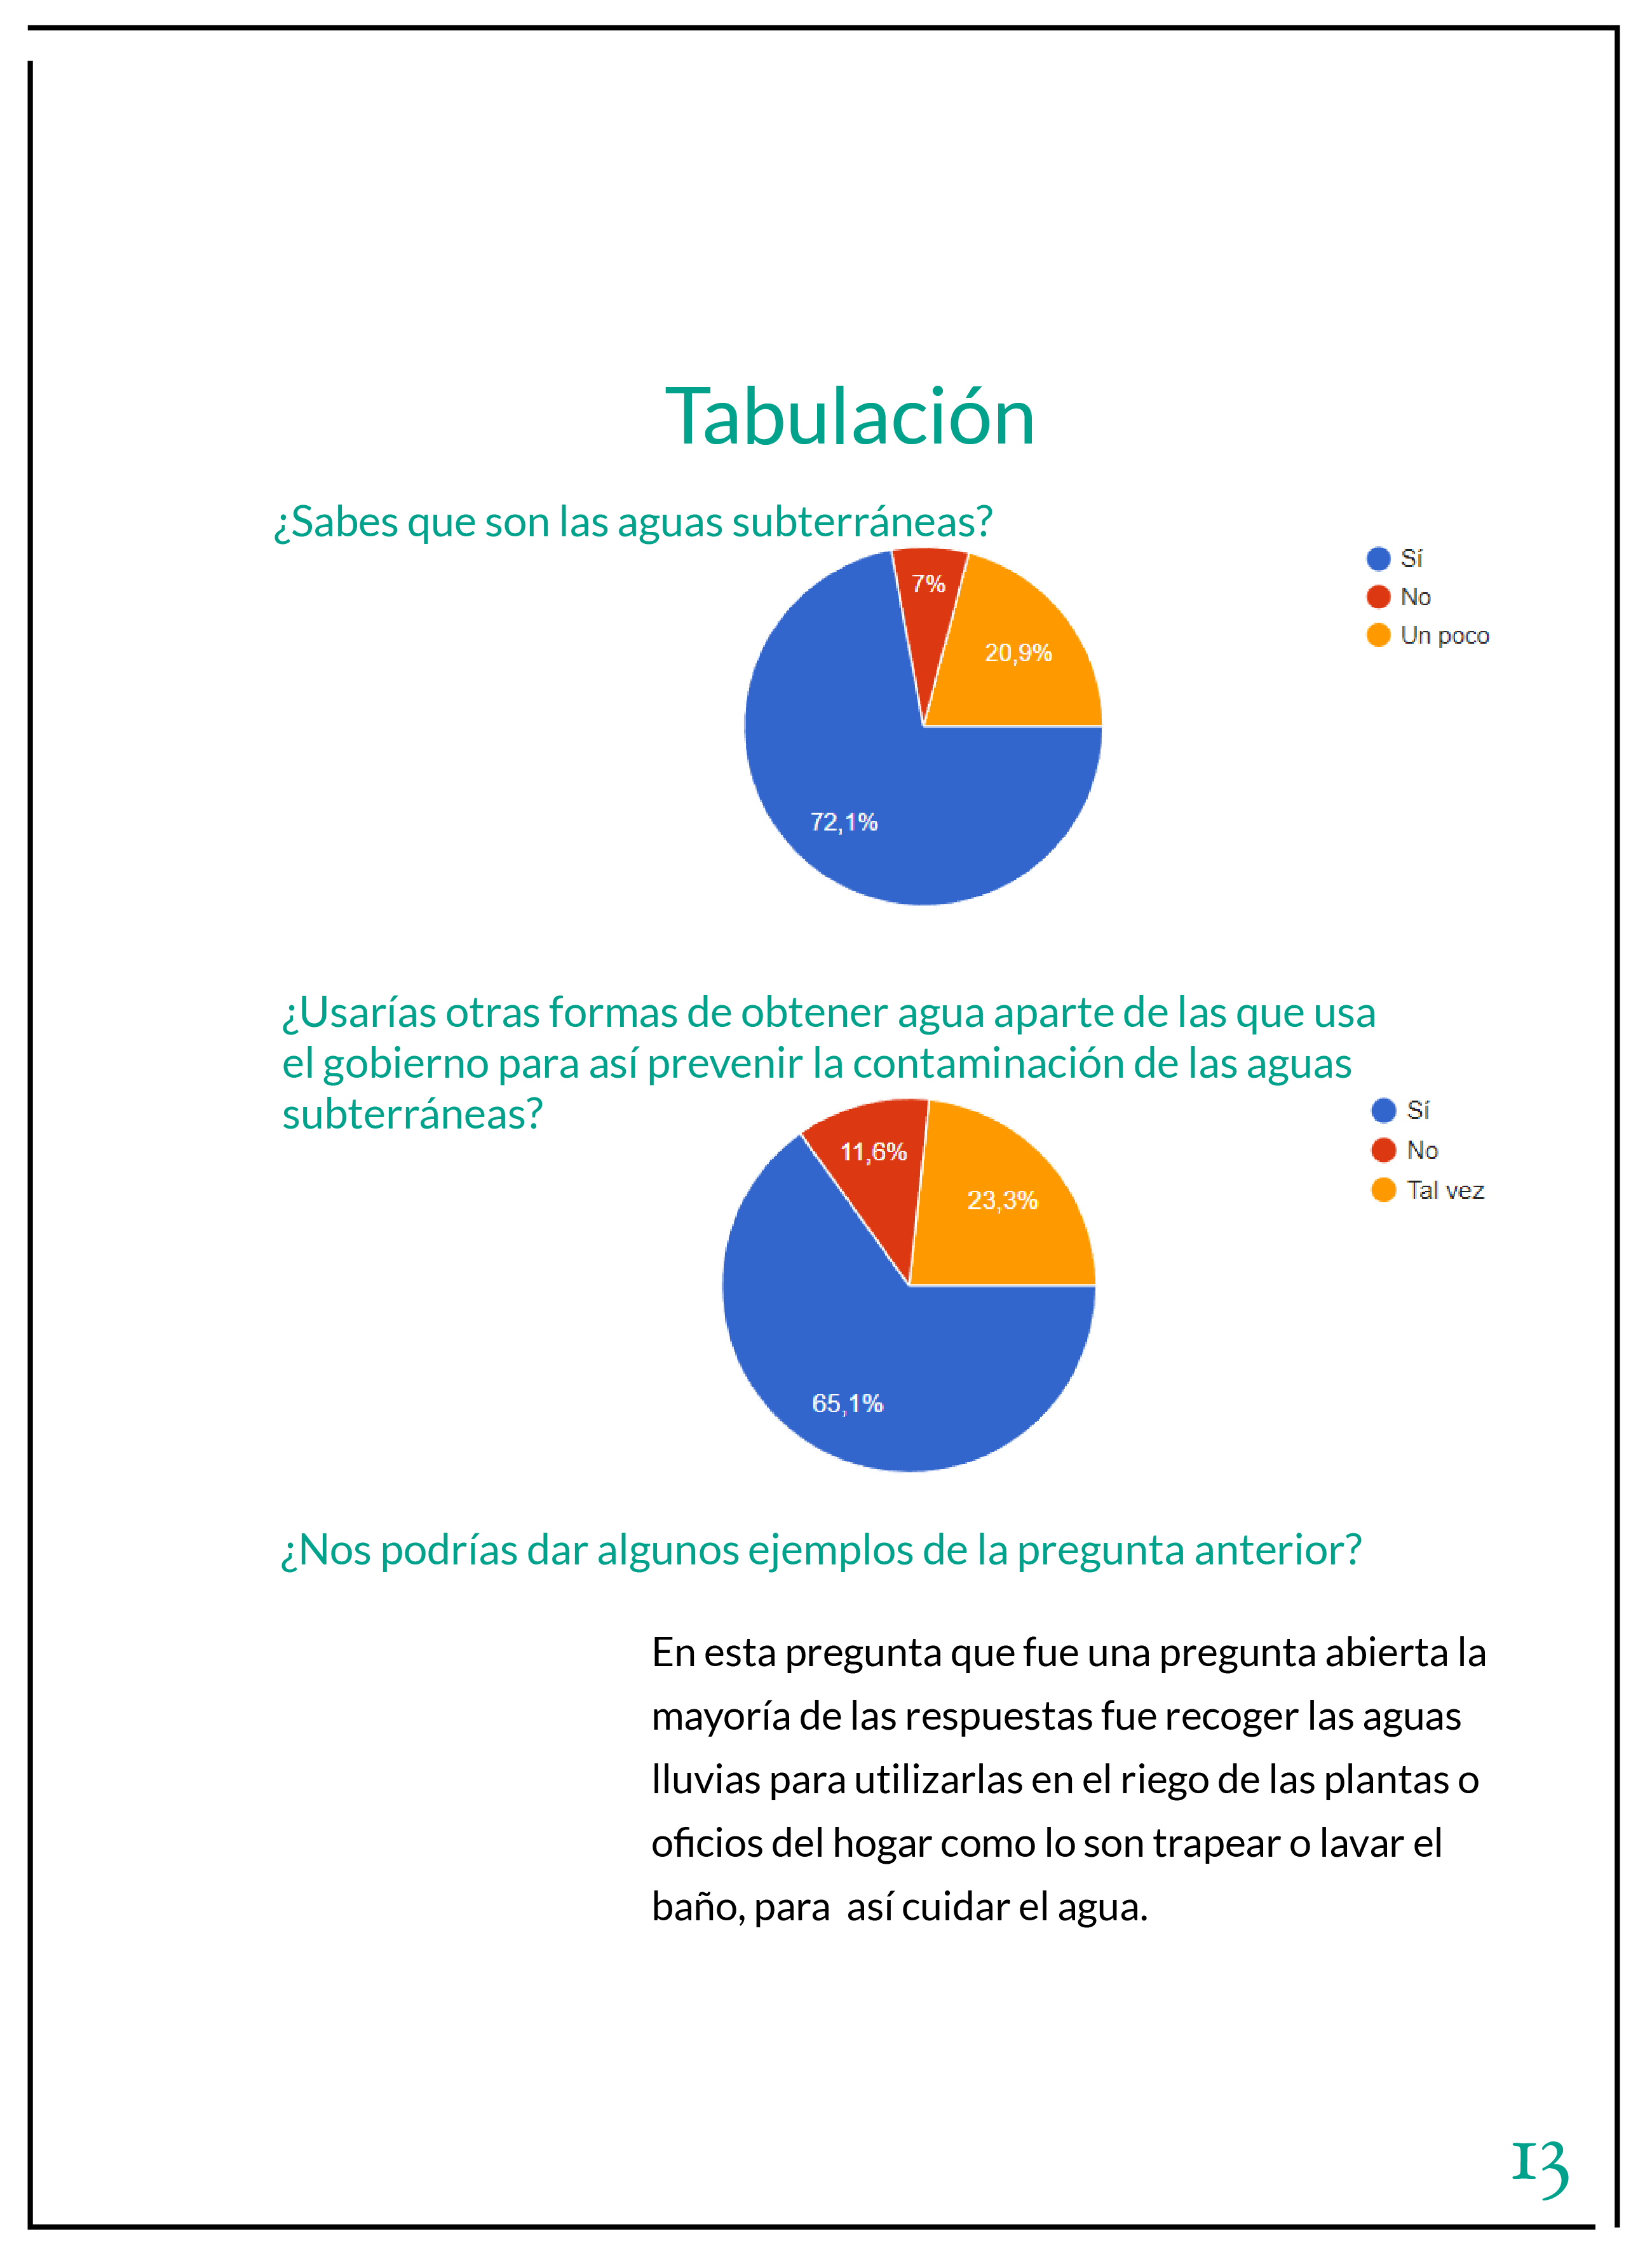 Tabulación
¿Sabes que son las aguas subterráneas?
Sí
No
Un poco
7%
20,9%
72,1%
¿Usarías otras formas de obtener agua aparte de las que usa
el gobierno para así prevenir la contaminación de las aguas
subterráneas?
Sí
No
Tal vez
11,6%
23,3%
65,1%
¿Nos podrías dar algunos ejemplos de la pregunta anterior?
En esta pregunta que fue una pregunta abierta la
mayoría de las respuestas fue recoger las aguas
lluvias para utilizarlas en el riego de las plantas o
oficios del hogar como lo son trapear o lavar el
baño, para  así cuidar el agua.
13